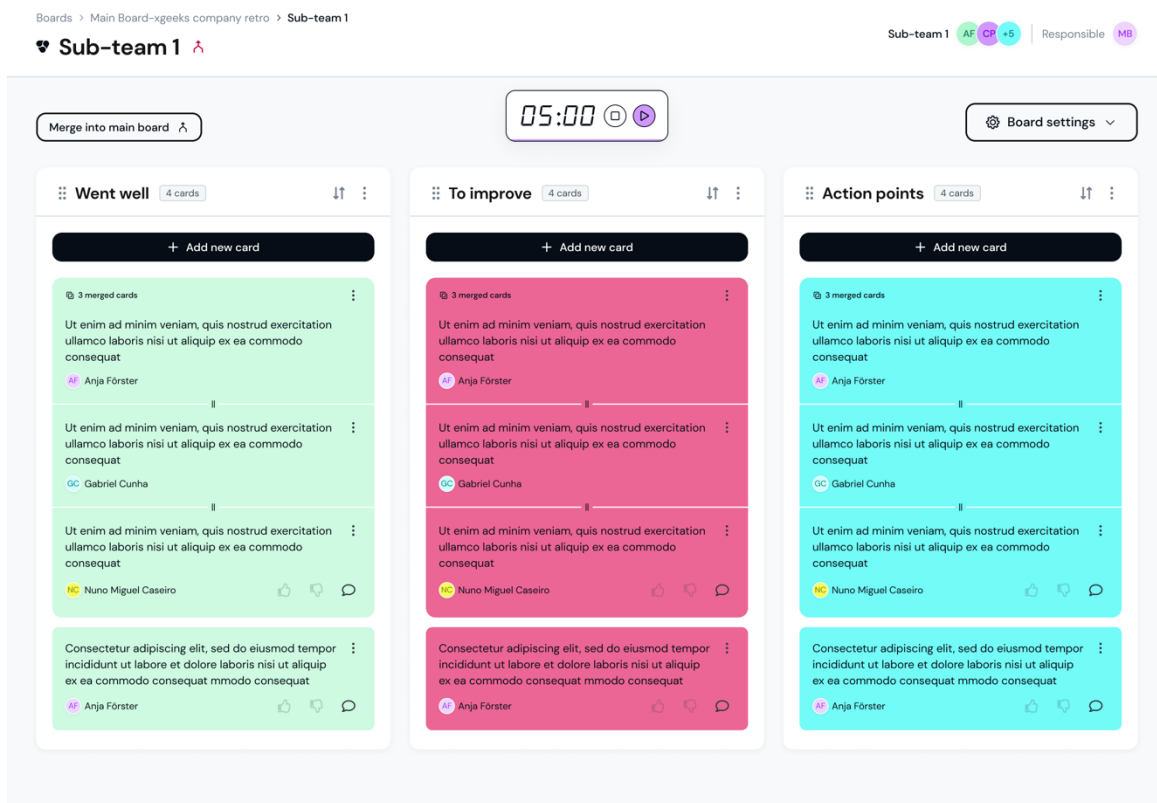 Boards > Main Board-xgeeks company retro > Sub-team 1
Sub-team 1
Sub-team 1 AF CP +5 Responsible MB
Merge into main board
05:00
Board settings
Went well 4 cards
+ Add new card
3 merged cards
Ut enim ad minim veniam, quis nostrud exercitation
ullamco laboris nisi ut aliquip ex ea commodo
consequat
AF Anja Förster
Ut enim ad minim veniam, quis nostrud exercitation
ullamco laboris nisi ut aliquip ex ea commodo
consequat
GC Gabriel Cunha
Ut enim ad minim veniam, quis nostrud exercitation
ullamco laboris nisi ut aliquip ex ea commodo
consequat
NC Nuno Miguel Caseiro
Consectetur adipiscing elit, sed do eiusmod tempor
incididunt ut labore et dolore laboris nisi ut aliquip
ex ea commodo consequat mmodo consequat
AF Anja Förster
To improve 4 cards
+ Add new card
3 merged cards
Ut enim ad minim veniam, quis nostrud exercitation
ullamco laboris nisi ut aliquip ex ea commodo
consequat
AF Anja Förster
Ut enim ad minim veniam, quis nostrud exercitation
ullamco laboris nisi ut aliquip ex ea commodo
consequat
GC Gabriel Cunha
Ut enim ad minim veniam, quis nostrud exercitation
ullamco laboris nisi ut aliquip ex ea commodo
consequat
NC Nuno Miguel Caseiro
Consectetur adipiscing elit, sed do eiusmod tempor
incididunt ut labore et dolore laboris nisi ut aliquip
ex ea commodo consequat mmodo consequat
AF Anja Förster
Action points 4 cards
+ Add new card
3 merged cards
Ut enim ad minim veniam, quis nostrud exercitation
ullamco laboris nisi ut aliquip ex ea commodo
consequat
AF Anja Förster
Ut enim ad minim veniam, quis nostrud exercitation
ullamco laboris nisi ut aliquip ex ea commodo
consequat
GC Gabriel Cunha
Ut enim ad minim veniam, quis nostrud exercitation
ullamco laboris nisi ut aliquip ex ea commodo
consequat
NC Nuno Miguel Caseiro
Consectetur adipiscing elit, sed do eiusmod tempor
incididunt ut labore et dolore laboris nisi ut aliquip
ex ea commodo consequat mmodo consequat
AF Anja Förster